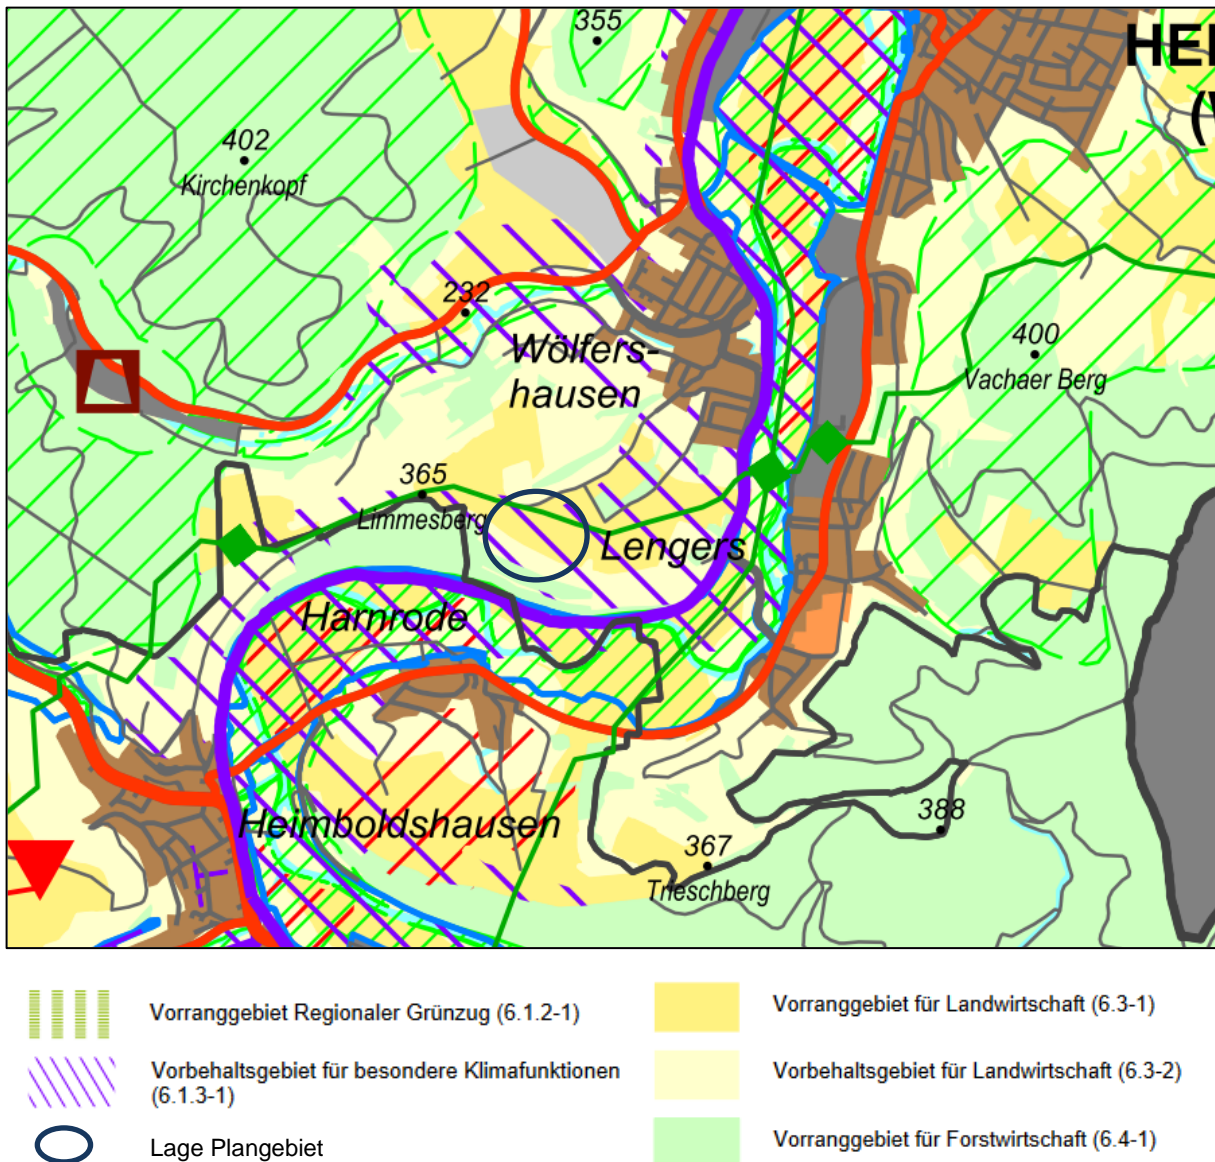 355
HEI
(W
402
Kirchenkopf
232
Wölfers-
hausen
400
Vachaer Berg
365
Limmesberg
Lengers
Harnrode
Heimboldshausen
388
367
Trieschberg
Vorranggebiet Regionaler Grünzug (6.1.2-1)
Vorbehaltsgebiet für besondere Klimafunktionen
(6.1.3-1)
Lage Plangebiet
Vorranggebiet für Landwirtschaft (6.3-1)
Vorbehaltsgebiet für Landwirtschaft (6.3-2)
Vorranggebiet für Forstwirtschaft (6.4-1)